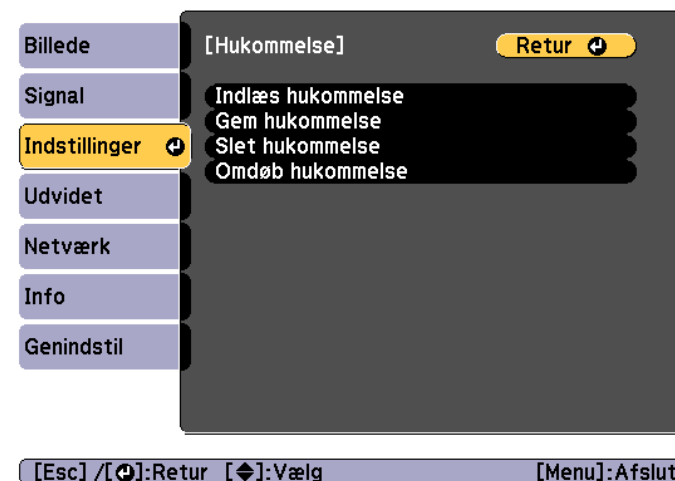 Billede
Signal
Indstillinger
Udvidet
Netværk
Info
Genindstil
[Hukommelse]
Retur
Indlæs hukommelse
Gem hukommelse
Slet hukommelse
Omdøb hukommelse
[Esc] /[⏎]:Retur [◆]:Vælg [Menu]:Afslut